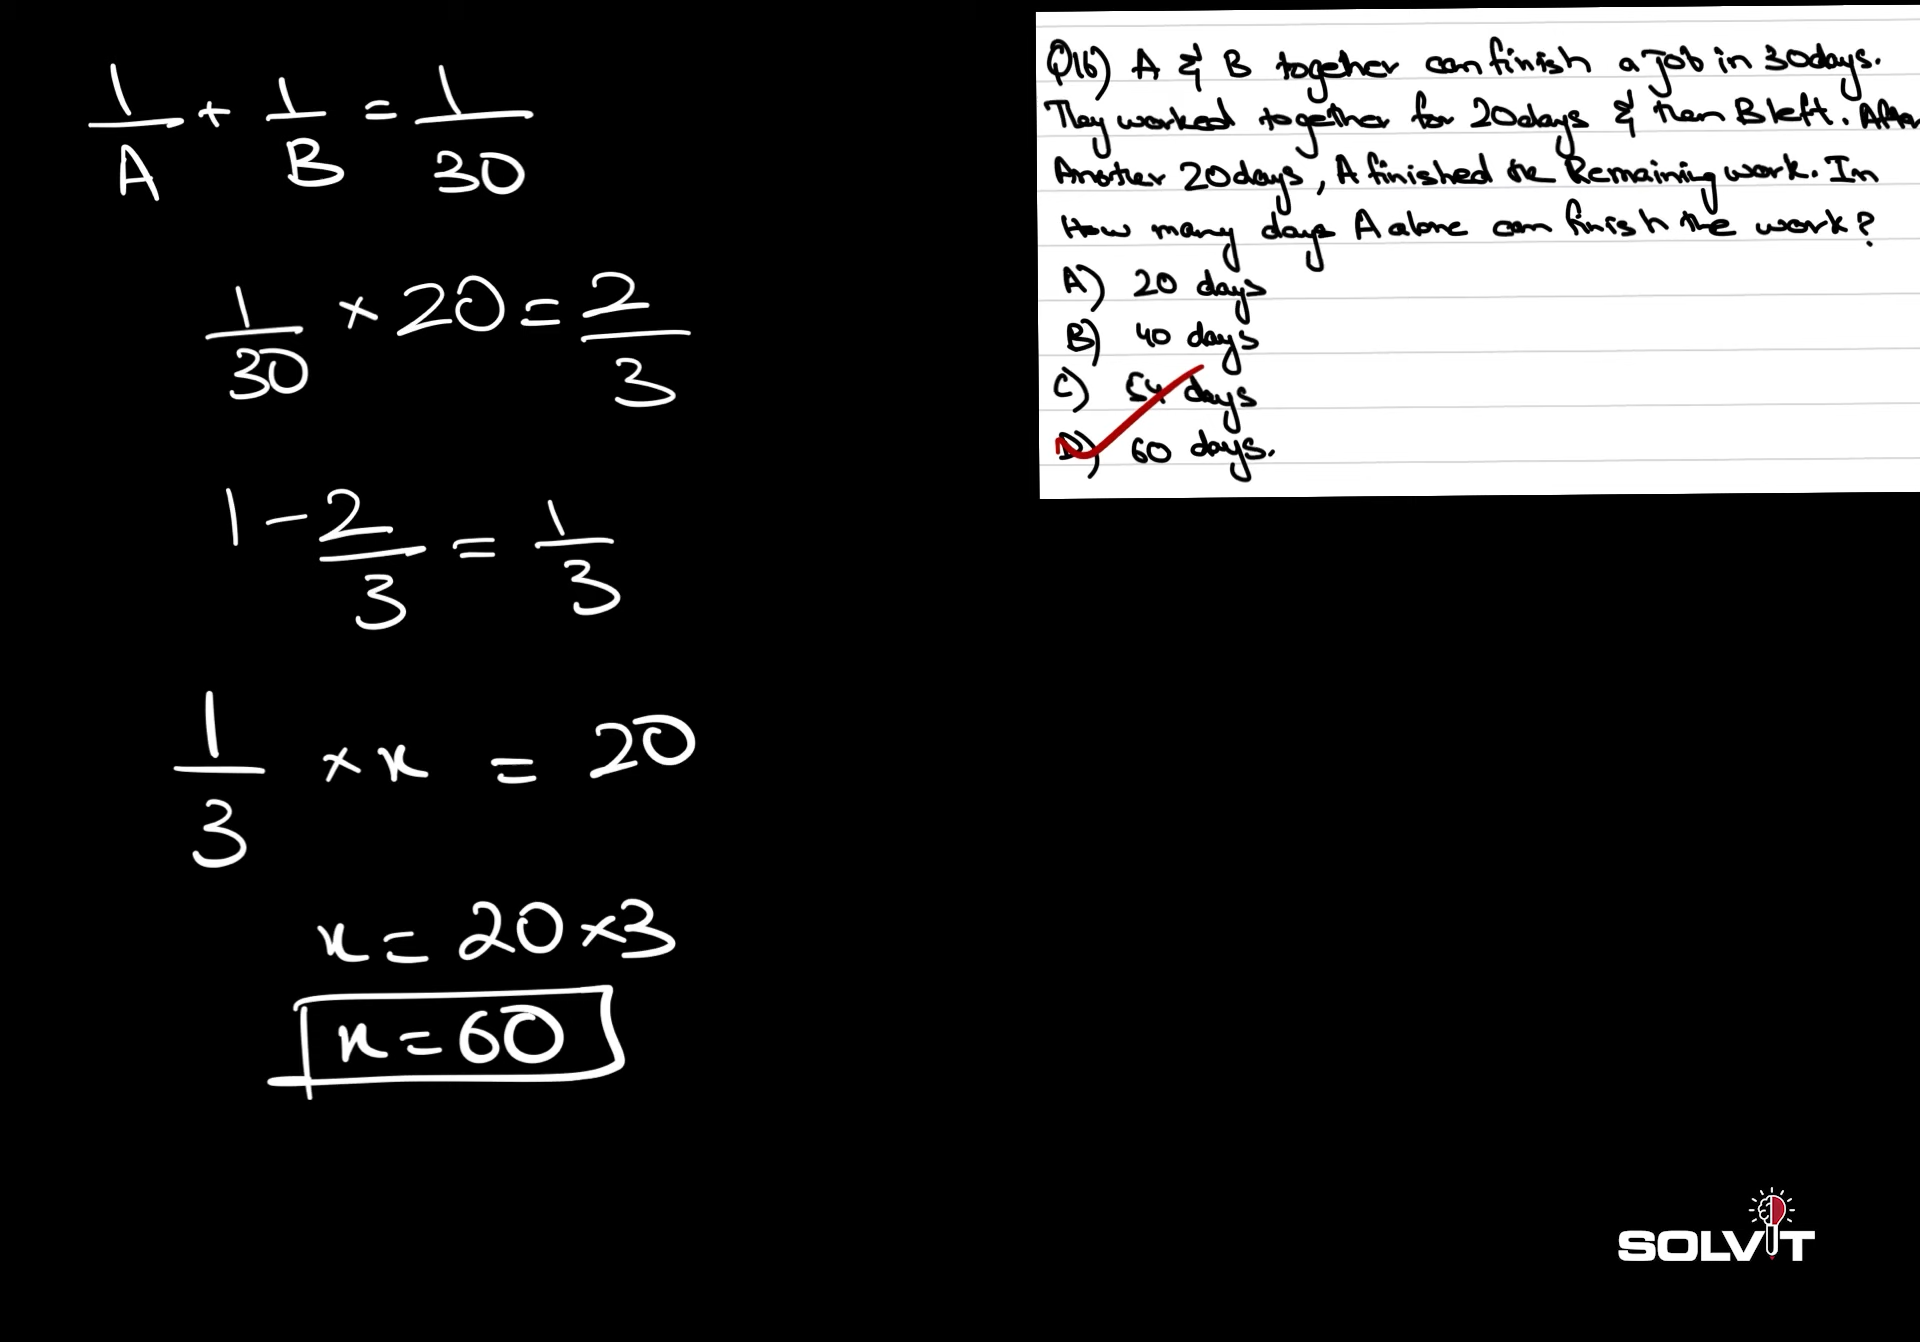 1/A + 1/B = 1/30
1/30 × 20 = 2/3
1 - 2/3 = 1/3
1/3 × x = 20
x = 20 × 3
x = 60
Q16) A & B together can finish a job in 30 days.
They worked together for 20 days & then B left. After
Another 20 days, A finished the Remaining work. In
How many days A alone can finish the work?
A) 20 days
B) 40 days
C) 54 days
D) 60 days.
SOLVIT